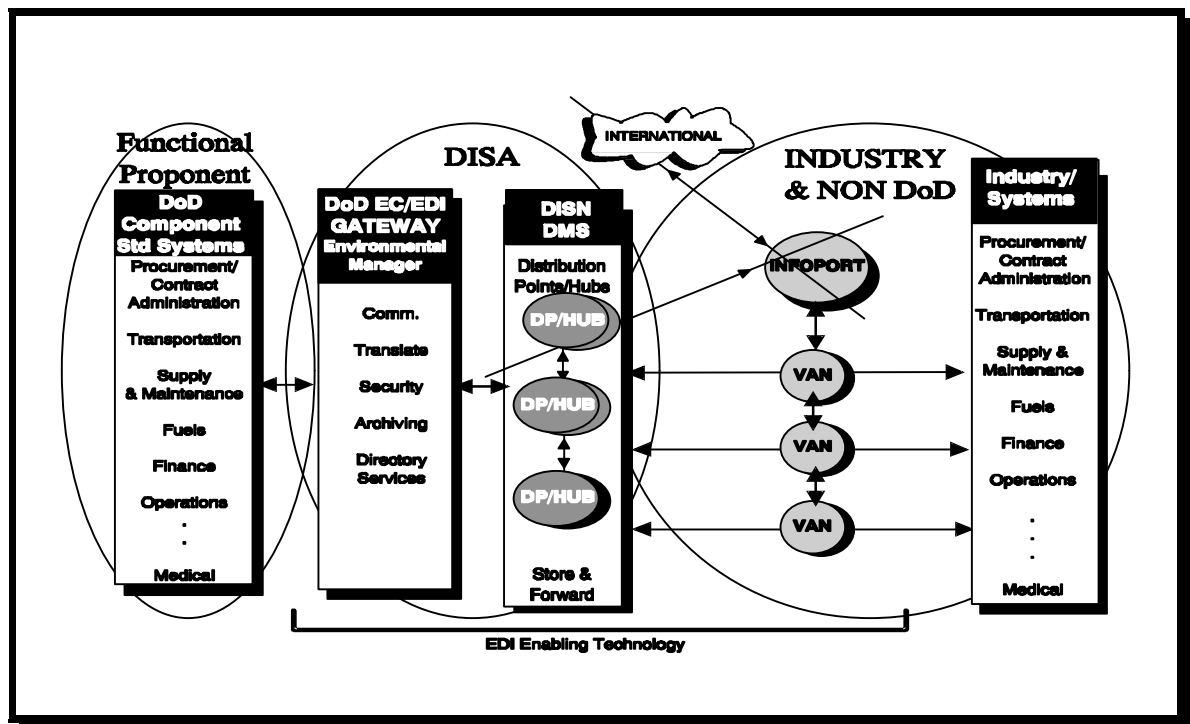 Functional
Proponent
DoD
Component
Std Systems
Procurement/
Contract
Administration
Transportation
Supply
& Maintenance
Fuels
Finance
Operations
.
.
Medical
DISA
DoD EC/EDI
GATEWAY
Environmental
Manager
Comm.
Translate
Security
Archiving
Directory
Services
DISN
DMS
Distribution
Points/Hubs
DP/HUB
DP/HUB
DP/HUB
Store &
Forward
INTERNATIONAL
INDUSTRY
& NON DoD
INFOPORT
VAN
VAN
VAN
Industry/
Systems
Procurement/
Contract
Administration
Transportation
Supply &
Maintenance
Fuels
Finance
Operations
.
.
.
Medical
EDI Enabling Technology